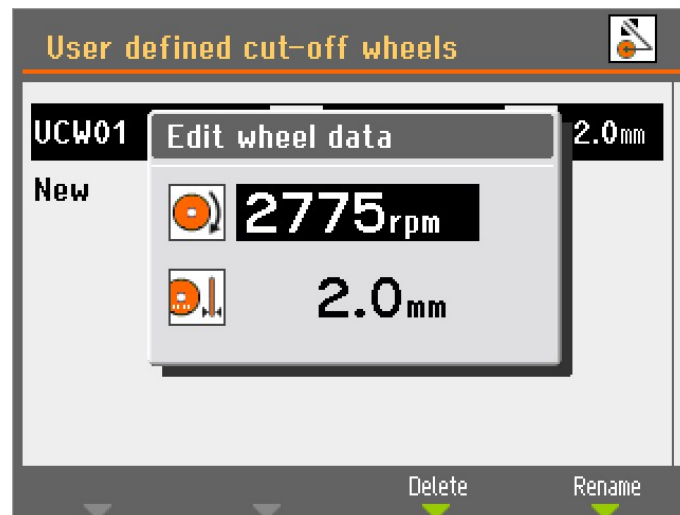 User defined cut-off wheels
UCW01 2.0mm
Edit wheel data
New
2775rpm
2.0mm
Delete Rename